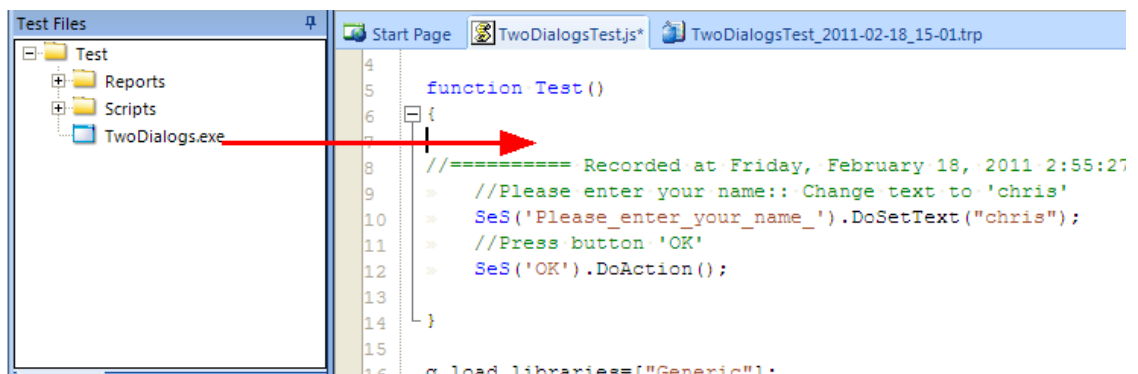 Test Files
Test
Reports
Scripts
TwoDialogs.exe
Start Page TwoDialogsTest.js* TwoDialogsTest_2011-02-18_15-01.trp
4
5 function Test()
6 {
7
8 //========== Recorded at Friday, February 18, 2011 2:55:27
9 //Please enter your name:: Change text to 'chris'
10 SeS('Please_enter_your_name_').DoSetText("chris");
11 //Press button 'OK'
12 SeS('OK').DoAction();
13
14 }
15
16 g_load_libraries=["Generic"];